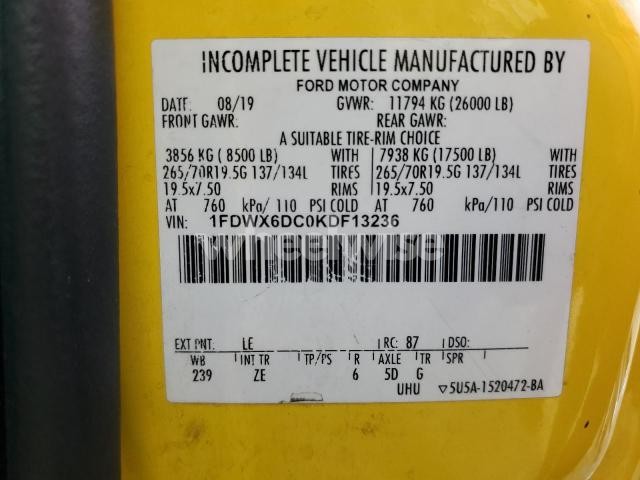 INCOMPLETE VEHICLE MANUFACTURED BY
FORD MOTOR COMPANY
DATE: 08/19 GVWR: 11794 KG (26000 LB)
FRONT GAWR: REAR GAWR:
A SUITABLE TIRE-RIM CHOICE
3856 KG ( 8500 LB) WITH 7938 KG (17500 LB) WITH
265/70R19.5G 137/134L TIRES 265/70R19.5G 137/134L TIRES
19.5x7.50 RIMS 19.5x7.50 RIMS
AT 760 kPa/ 110 PSI COLD AT 760 kPa/110 PSI COLD
VIN: 1FDWX6DC0KDF13236
wheelwise
EXT PNT: LE RC: 87 DSO:
WB INT TR TP/PS R AXLE TR SPR
239 ZE 6 5D G
UHU ▽5U5A-1520472-BA